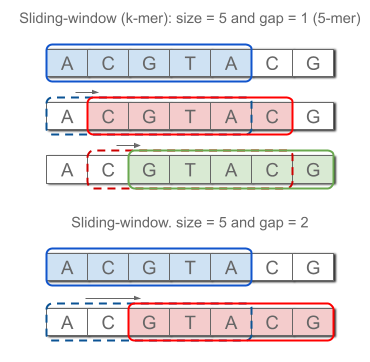 Sliding-window (k-mer): size = 5 and gap = 1 (5-mer)
A C G T A C G
A C G T A C G
A C G T A C G
Sliding-window. size = 5 and gap = 2
A C G T A C G
A C G T A C G